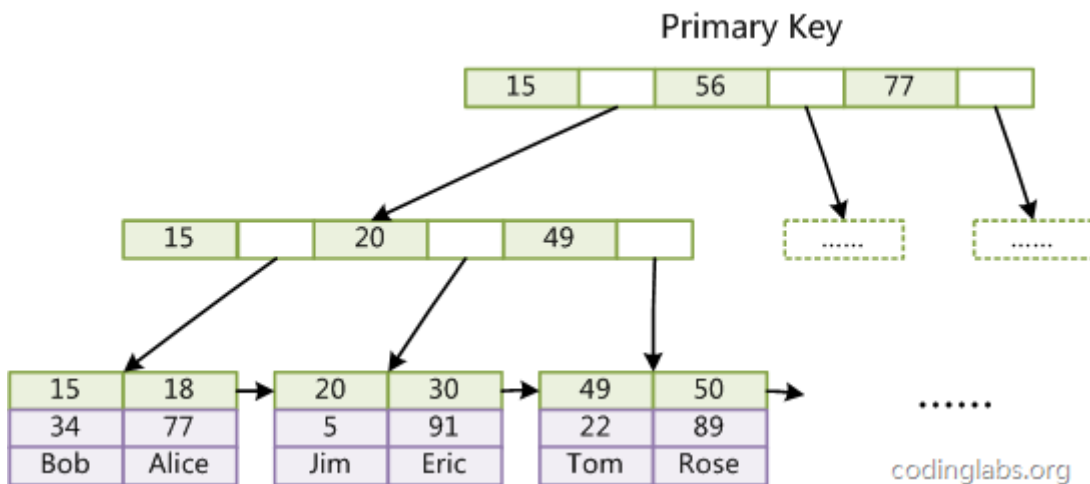 Primary Key
15 56 77
15 20 49 ...... ......
15 18 20 30 49 50
34 77 5 91 22 89 ......
Bob Alice Jim Eric Tom Rose
codinglabs.org